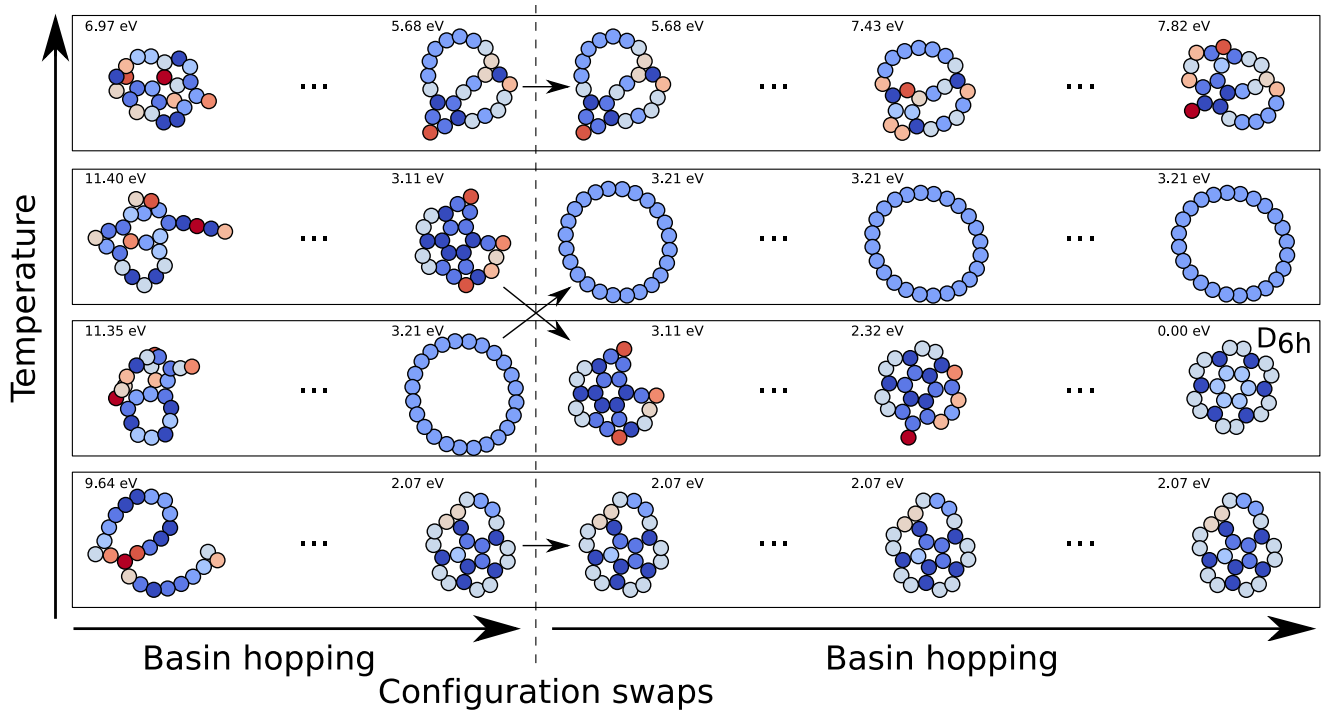 Temperature
6.97 eV
5.68 eV
5.68 eV
7.43 eV
7.82 eV
...
...
...
11.40 eV
3.11 eV
3.21 eV
3.21 eV
3.21 eV
...
...
...
11.35 eV
3.21 eV
3.11 eV
2.32 eV
0.00 eV
D6h
...
...
...
9.64 eV
2.07 eV
2.07 eV
2.07 eV
2.07 eV
...
...
...
Basin hopping
Basin hopping
Configuration swaps